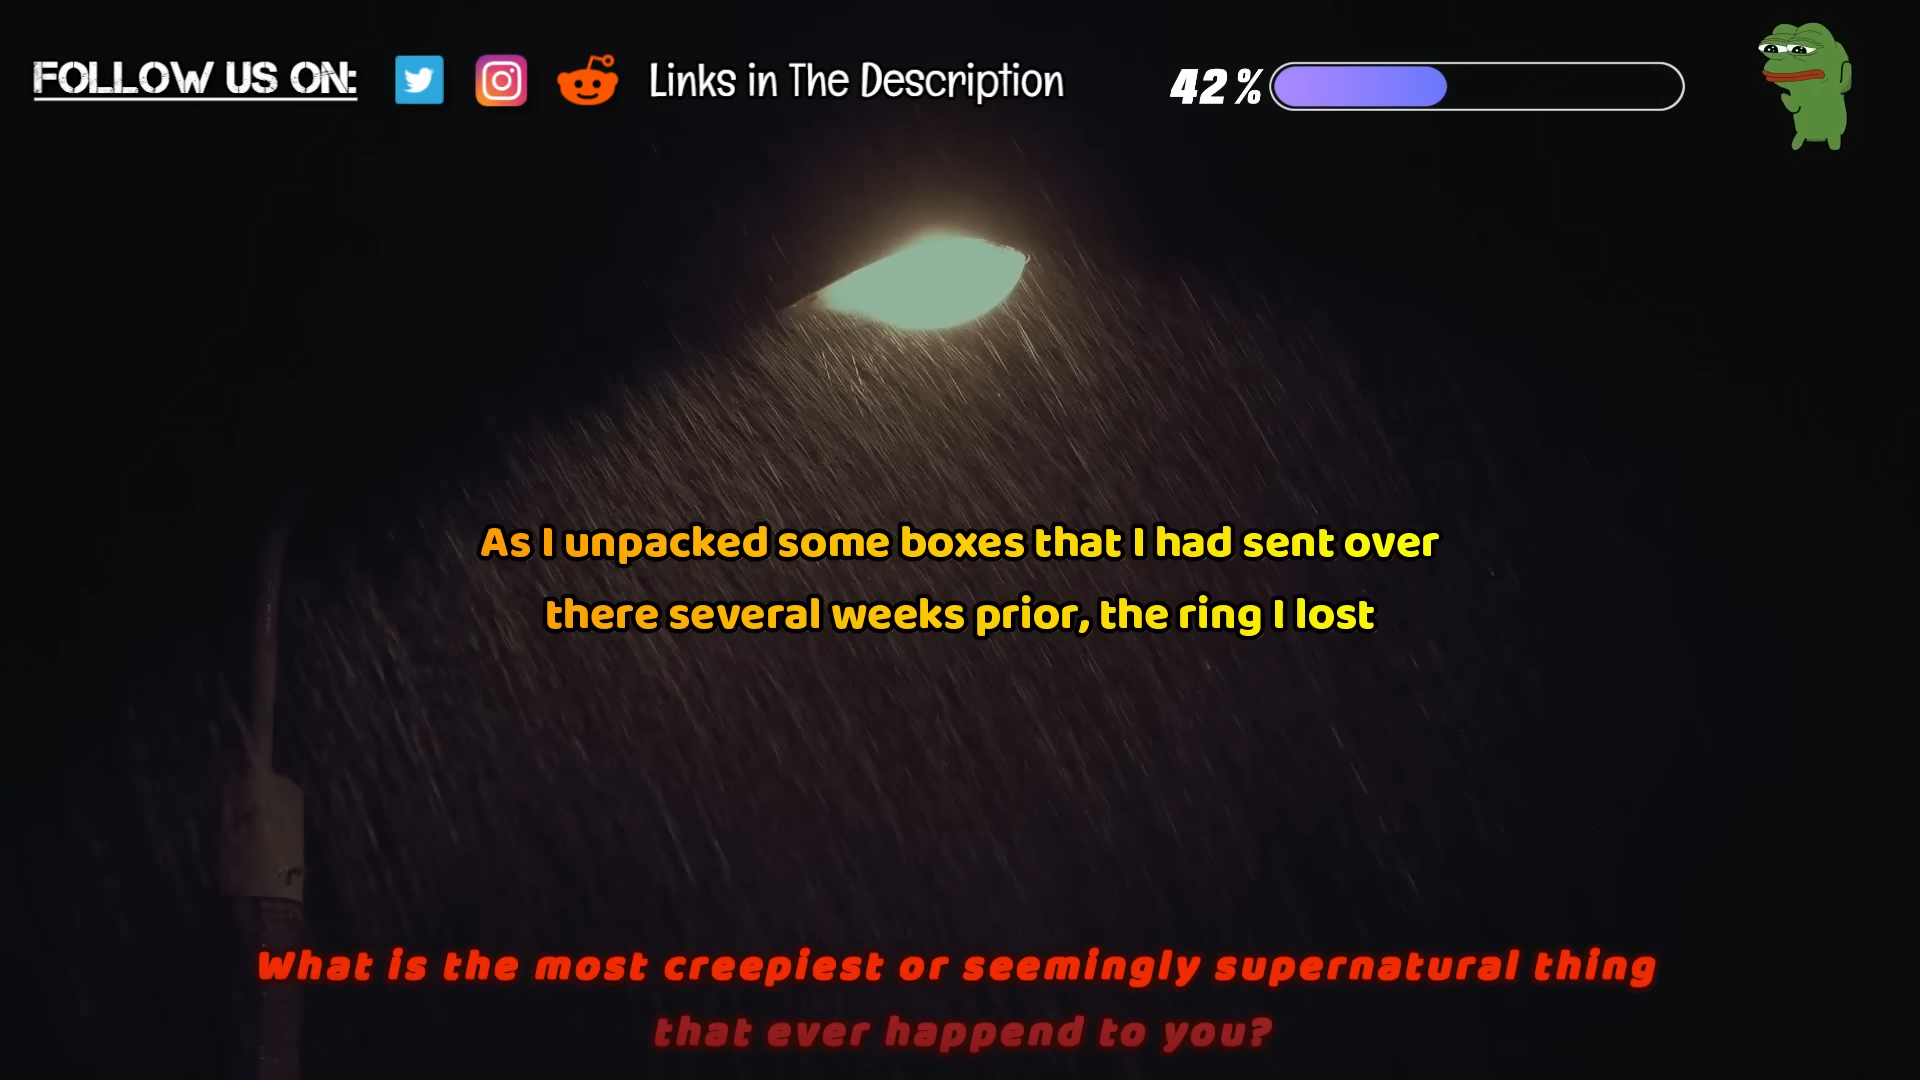 FOLLOW US ON:
Links in The Description
42%
As I unpacked some boxes that I had sent over
there several weeks prior, the ring I lost
What is the most creepiest or seemingly supernatural thing
that ever happend to you?